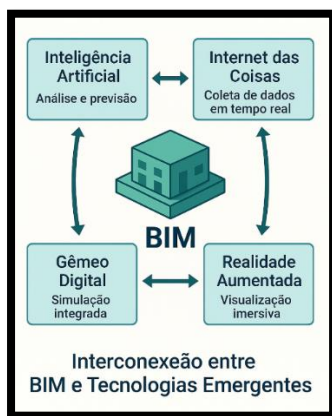 Inteligência
Artificial
Análise e previsão
Internet das
Coisas
Coleta de dados
em tempo real
BIM
Gêmeo
Digital
Simulação
integrada
Realidade
Aumentada
Visualização
imersiva
Interconexeão entre
BIM e Tecnologias Emergentes